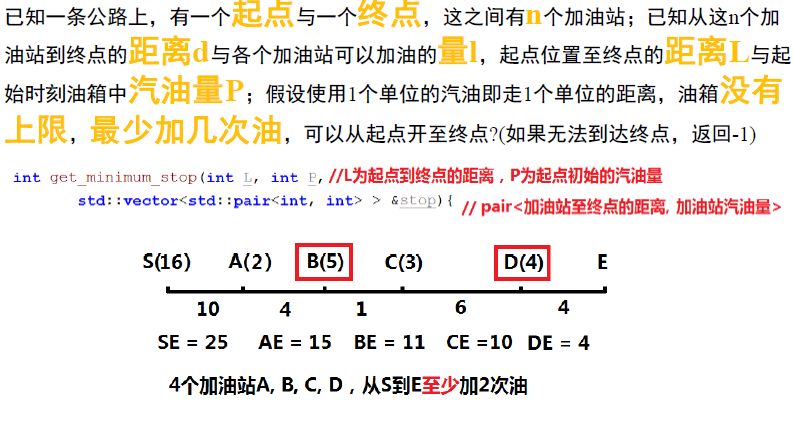 已知一条公路上，有一个起点与一个终点，这之间有n个加油站；已知从这n个加
油站到终点的距离d与各个加油站可以加油的量l，起点位置至终点的距离L与起
始时刻油箱中汽油量P；假设使用1个单位的汽油即走1个单位的距离，油箱没有
上限，最少加几次油，可以从起点开至终点?(如果无法到达终点，返回-1)
int get_minimum_stop(int L, int P, //L为起点到终点的距离，P为起点初始的汽油量
std::vector<std::pair<int, int> > &stop){ // pair<加油站至终点的距离, 加油站汽油量>
S(16) A(2) B(5) C(3) D(4) E
10 4 1 6 4
SE = 25 AE = 15 BE = 11 CE =10 DE = 4
4个加油站A, B, C, D，从S到E至少加2次油